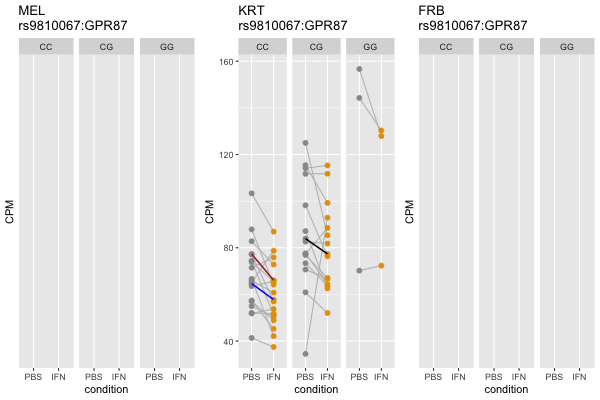 MEL
rs9810067:GPR87
CC CG GG
CPM
PBS IFN PBS IFN PBS IFN
condition
KRT
rs9810067:GPR87
CC CG GG
160
120
80
40
CPM
PBS IFN PBS IFN PBS IFN
condition
FRB
rs9810067:GPR87
CC CG GG
CPM
PBS IFN PBS IFN PBS IFN
condition